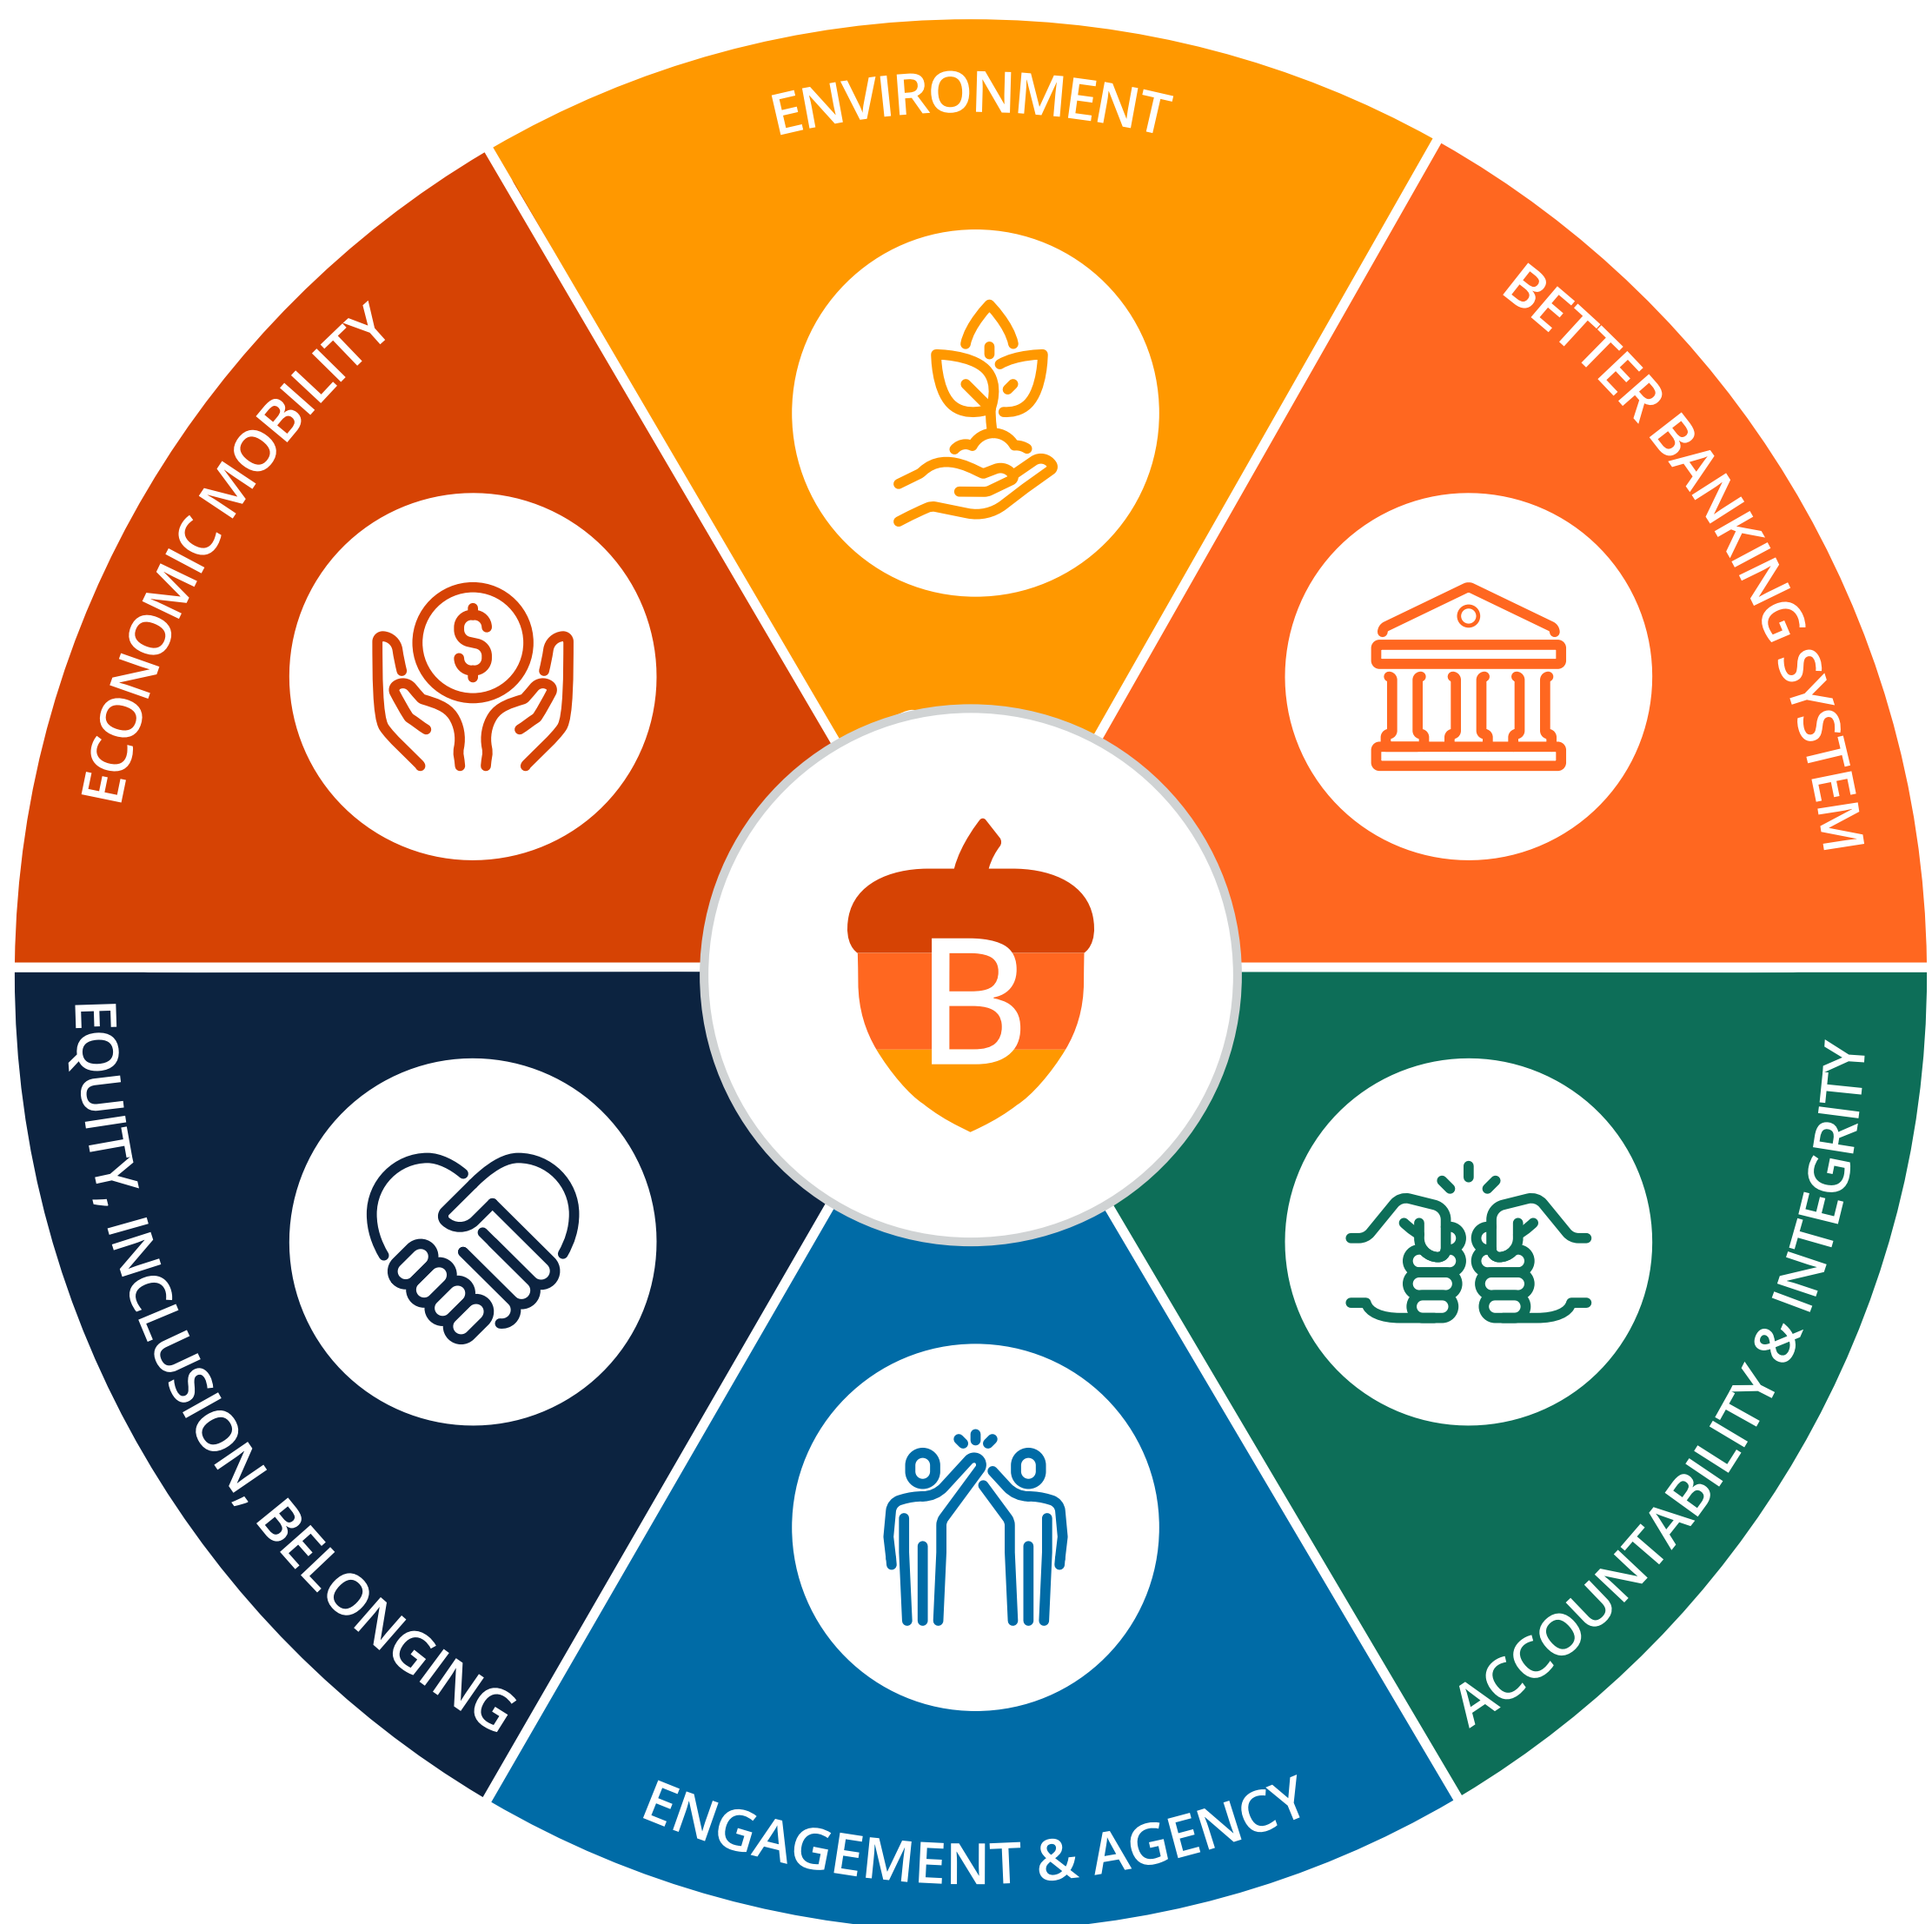 ENVIRONMENT
BETTER BANKING SYSTEM
ACCOUNTABILITY & INTEGRITY
ENGAGEMENT & AGENCY
EQUITY, INCLUSION, BELONGING
ECONOMIC MOBILITY
B
$